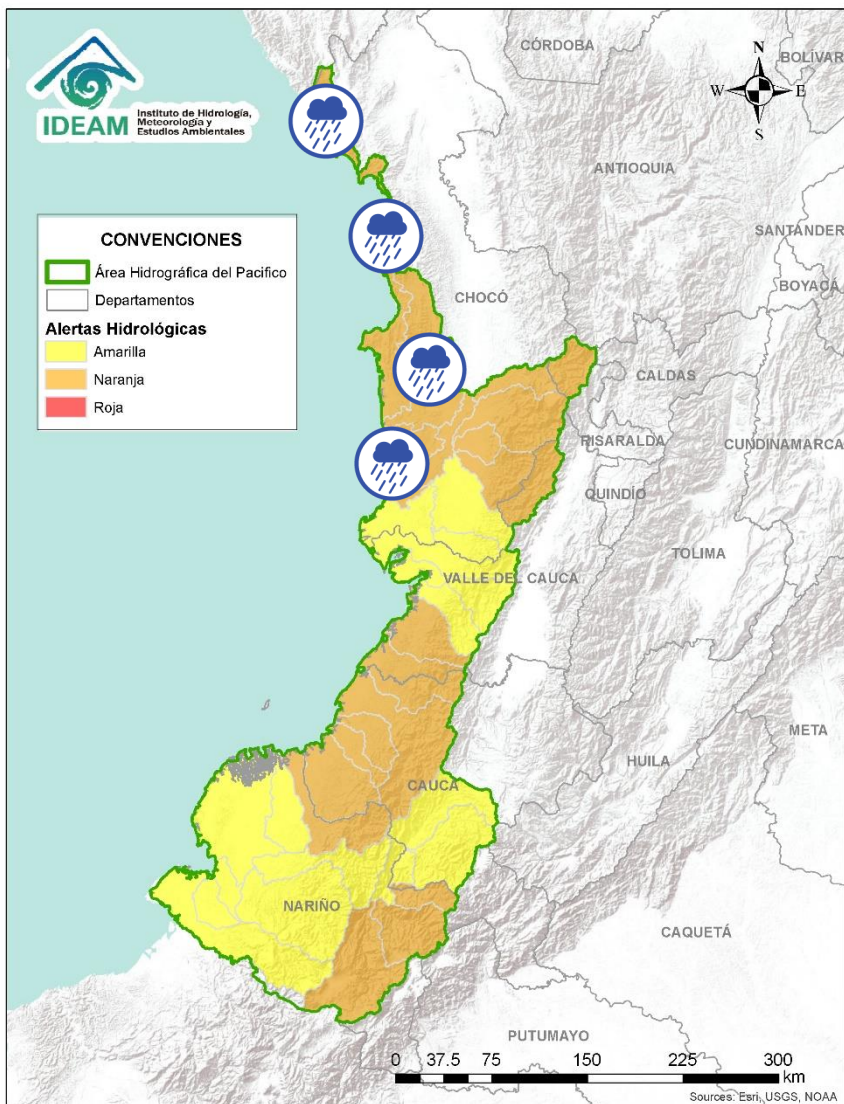 IDEAM
Instituto de Hidrología,
Meteorología y
Estudios Ambientales
CÓRDOBA
BOLÍVAR
N
W E
S
ANTIOQUIA
SANTANDER
BOYACÁ
CONVENCIONES
Área Hidrográfica del Pacifico
Departamentos
Alertas Hidrológicas
Amarilla
Naranja
Roja
CHOCÓ
CALDAS
RISARALDA
CUNDINAMARCA
QUINDÍO
TOLIMA
VALLE DEL CAUCA
META
HUILA
CAUCA
NARIÑO
CAQUETÁ
PUTUMAYO
0 37.5 75 150 225 300
km
Sources: Esri, USGS, NOAA